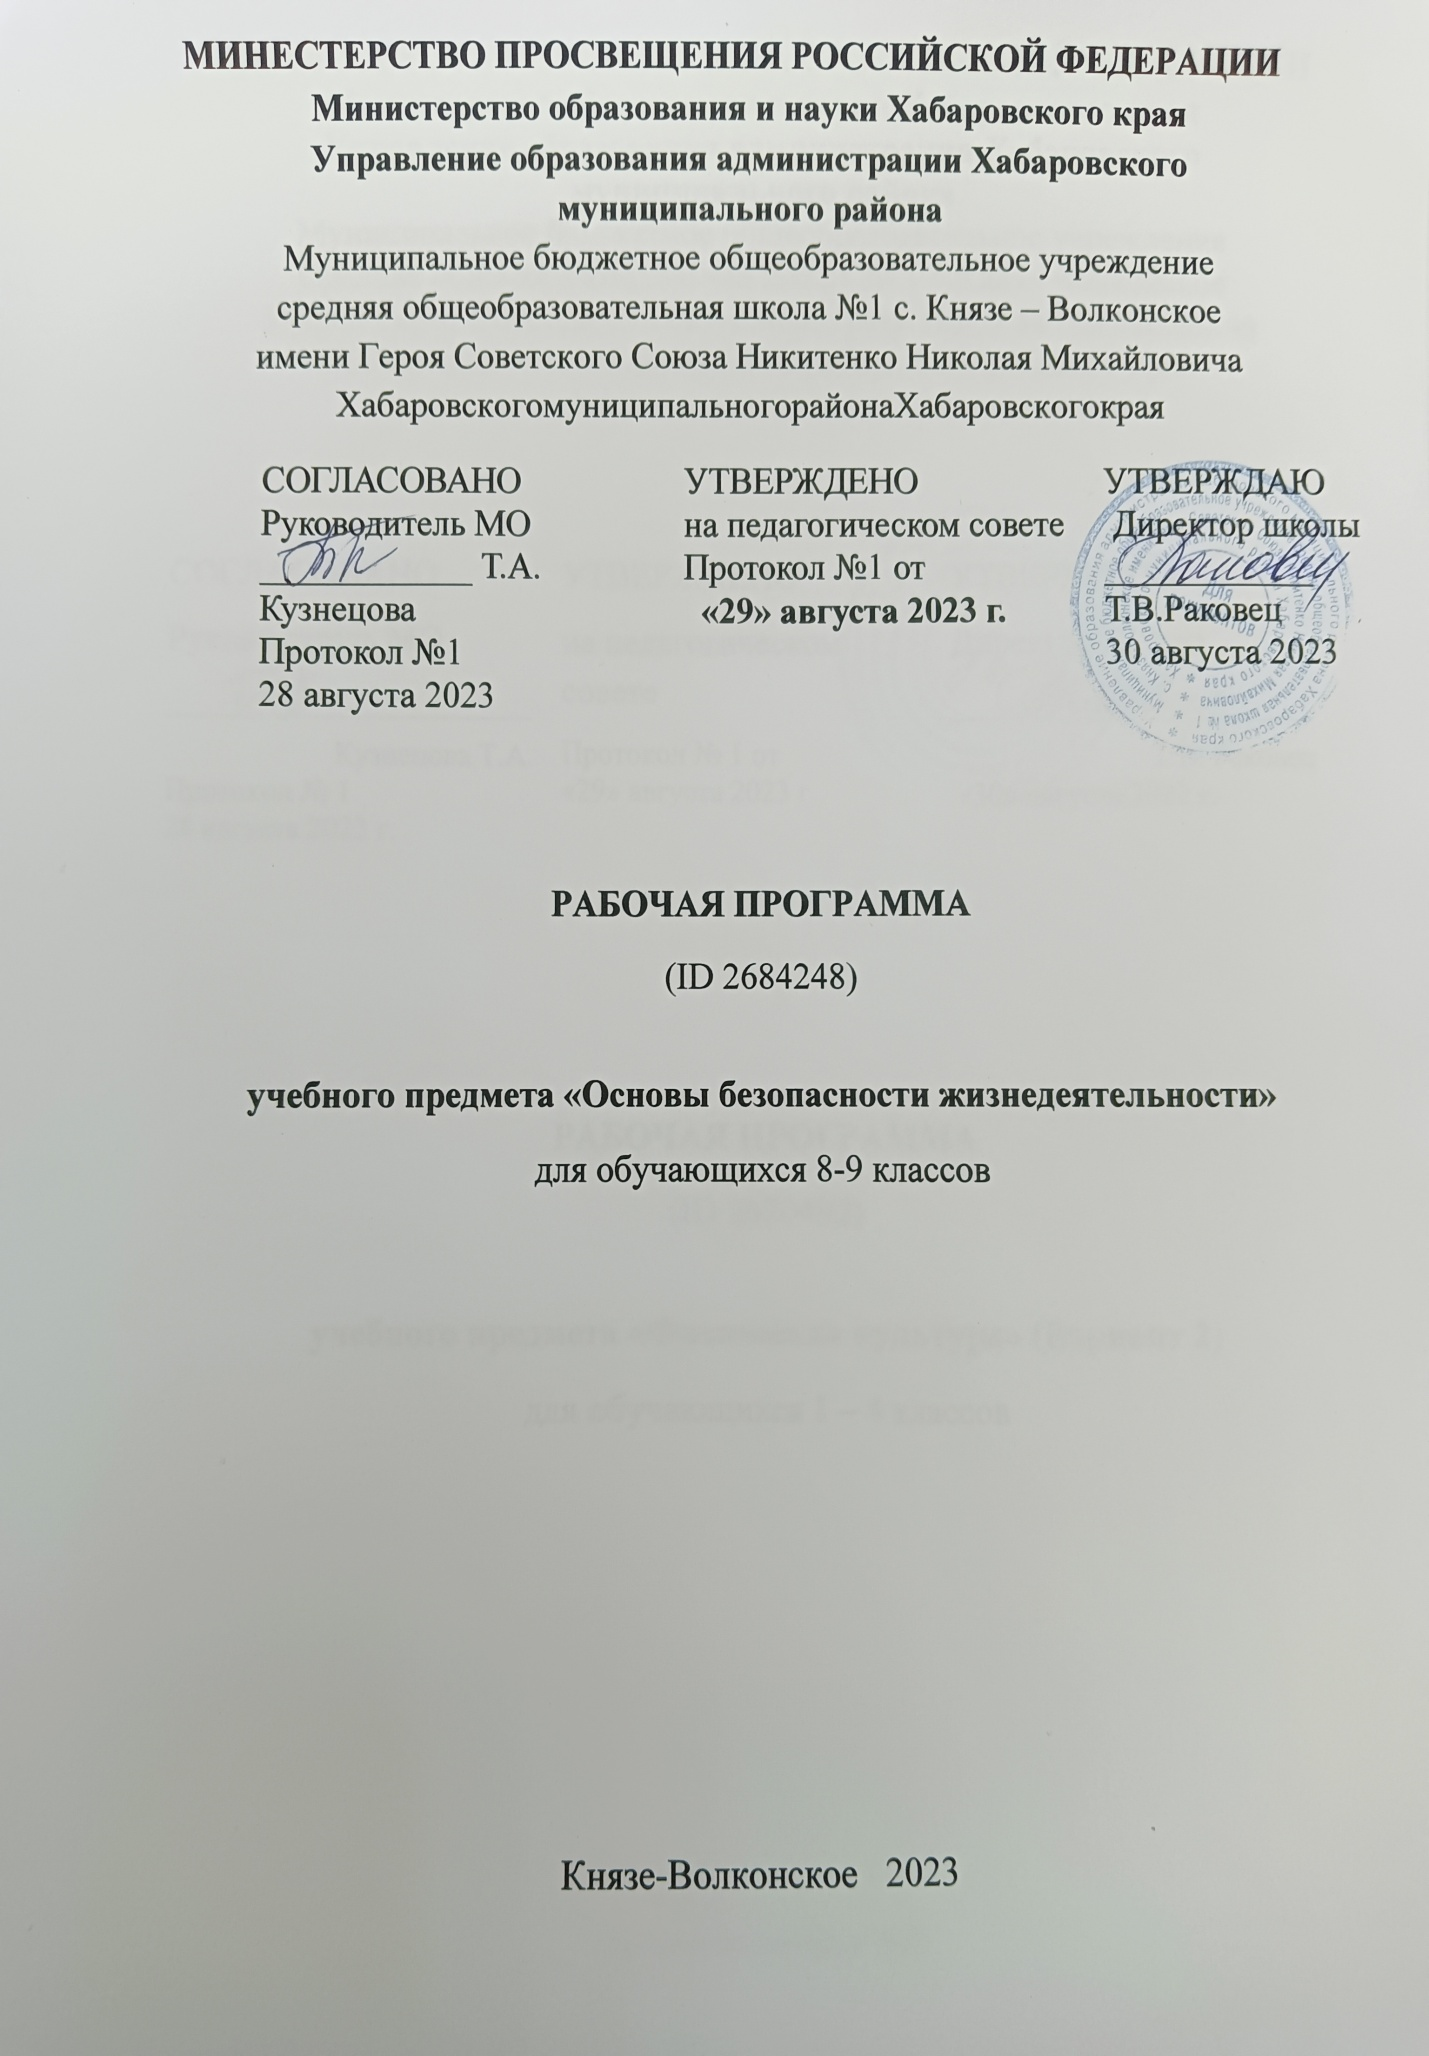 МИНЕСТЕРСТВО ПРОСВЕЩЕНИЯ РОССИЙСКОЙ ФЕДЕРАЦИИ
Министерство образования и науки Хабаровского края
Управление образования администрации Хабаровского
муниципального района
Муниципальное бюджетное общеобразовательное учреждение
средняя общеобразовательная школа №1 с. Князе – Волконское
имени Героя Советского Союза Никитенко Николая Михайловича
ХабаровскогомуниципальногорайонаХабаровскогокрая
СОГЛАСОВАНО
Руководитель МО
____________ Т.А.
Кузнецова
Протокол №1
28 августа 2023
УТВЕРЖДЕНО
на педагогическом совете
Протокол №1 от
«29» августа 2023 г.
УТВЕРЖДАЮ
Директор школы
Т.В.Раковец
30 августа 2023
для
документов
РАБОЧАЯ ПРОГРАММА
(ID 2684248)
учебного предмета «Основы безопасности жизнедеятельности»
для обучающихся 8-9 классов
Князе-Волконское 2023